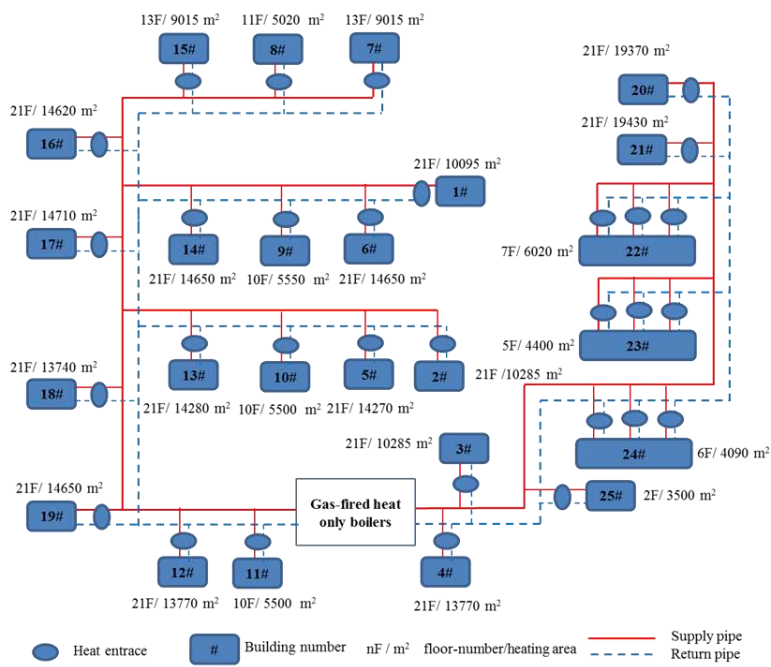 13F/ 9015 m²
11F/ 5020 m²
13F/ 9015 m²
15#
8#
7#
21F/ 19370 m²
20#
21F/ 14620 m²
16#
21F/ 19430 m²
21#
21F/ 10095 m²
1#
21F/ 14710 m²
17#
14#
9#
6#
21F/ 14650 m²
10F/ 5550 m²
21F/ 14650 m²
7F/ 6020 m²
22#
5F/ 4400 m²
23#
21F/ 13740 m²
18#
13#
10#
5#
2#
21F /10285 m²
21F/ 14280 m²
10F/ 5500 m²
21F/ 14270 m²
21F/ 10285 m²
3#
24#
6F/ 4090 m²
21F/ 14650 m²
19#
Gas-fired heat
only boilers
25#
2F/ 3500 m²
12#
11#
4#
21F/ 13770 m²
10F/ 5500 m²
21F/ 13770 m²
Heat entrace
#
Building number
nF / m²
floor-number/heating area
Supply pipe
Return pipe